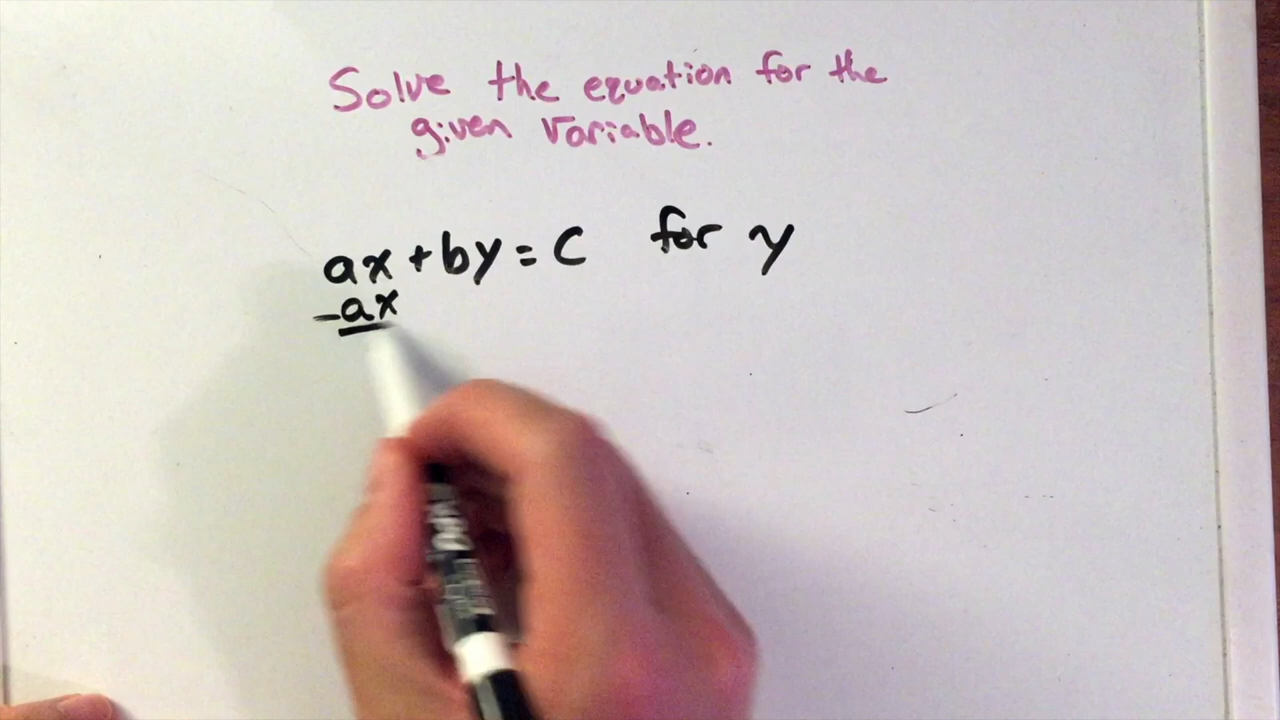 Solve the equation for the
given variable.
ax + by = c for y
-ax